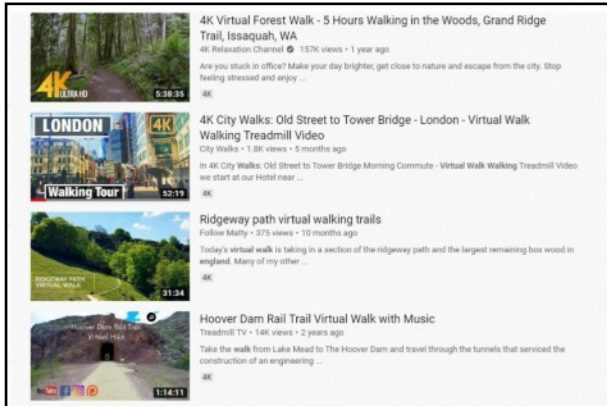 4K Virtual Forest Walk - 5 Hours Walking in the Woods, Grand Ridge
Trail, Issaquah, WA
4K Relaxation Channel 157K views • 1 year ago
Are you stuck in office? Make your day brighter, get close to nature and escape from the city. Stop
feeling stressed and enjoy ...
4K
4K
ULTRA HD
5:38:35
4K City Walks: Old Street to Tower Bridge - London - Virtual Walk
Walking Treadmill Video
City Walks • 1.8K views • 5 months ago
In 4K City Walks: Old Street to Tower Bridge Morning Commute - Virtual Walk Walking Treadmill Video
we start at our Hotel near ...
4K
LONDON
4K
Walking Tour
52:19
Ridgeway path virtual walking trails
Follow Matty • 375 views • 10 months ago
Today's virtual walk is taking in a section of the ridgeway path and the largest remaining box wood in
england. Many of my other ...
4K
RIDGEWAY PATH
VIRTUAL WALK
31:34
Hoover Dam Rail Trail Virtual Walk with Music
Treadmill TV • 14K views • 2 years ago
Take the walk from Lake Mead to The Hoover Dam and travel through the tunnels that serviced the
construction of an engineering ...
4K
Hoover Dam Rail Trail
Virtual Hike
1:14:11